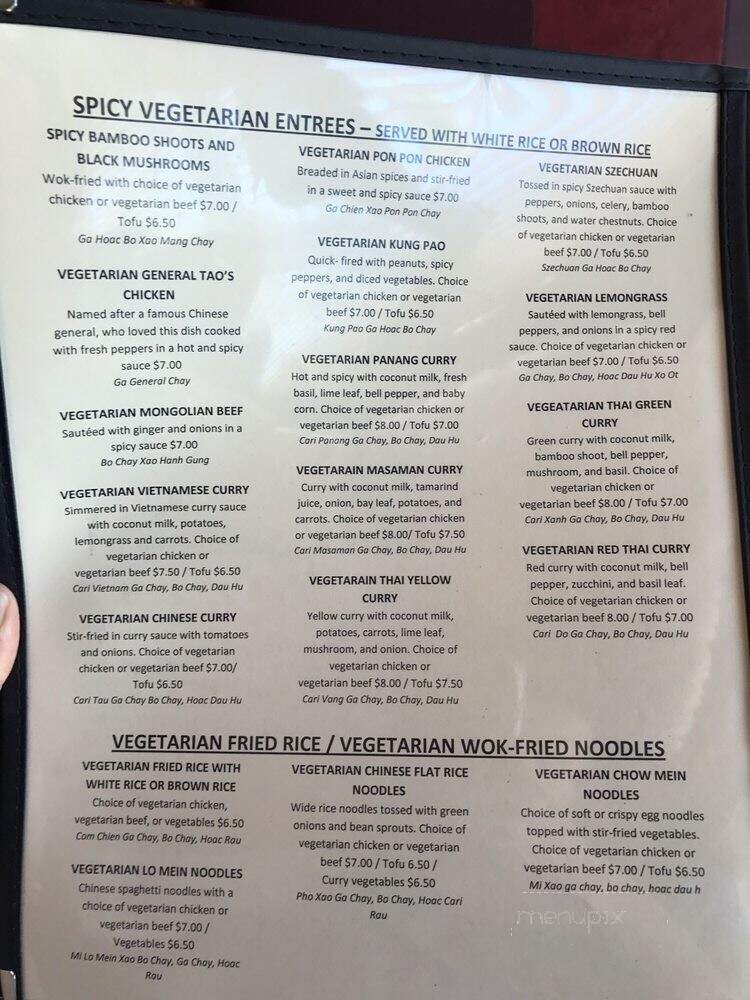 SPICY VEGETARIAN ENTREES – SERVED WITH WHITE RICE OR BROWN RICE
SPICY BAMBOO SHOOTS AND
BLACK MUSHROOMS
Wok-fried with choice of vegetarian
chicken or vegetarian beef $7.00 /
Tofu $6.50
Ga Hoac Bo Xao Mang Chay
VEGETARIAN GENERAL TAO'S
CHICKEN
Named after a famous Chinese
general, who loved this dish cooked
with fresh peppers in a hot and spicy
sauce $7.00
Ga General Chay
VEGETARIAN MONGOLIAN BEEF
Sautéed with ginger and onions in a
spicy sauce $7.00
Bo Chay Xao Hanh Gung
VEGETARIAN VIETNAMESE CURRY
Simmered in Vietnamese curry sauce
with coconut milk, potatoes,
lemongrass and carrots. Choice of
vegetarian chicken or
vegetarian beef $7.50 / Tofu $6.50
Cari Vietnam Ga Chay, Bo Chay, Dau Hu
VEGETARIAN CHINESE CURRY
Stir-fried in curry sauce with tomatoes
and onions. Choice of vegetarian
chicken or vegetarian beef $7.00/
Tofu $6.50
Cari Tau Ga Chay Bo Chay, Hoac Dau Hu
VEGETARIAN PON PON CHICKEN
Breaded in Asian spices and stir-fried
in a sweet and spicy sauce $7.00
Ga Chien Xao Pon Pon Chay
VEGETARIAN KUNG PAO
Quick- fired with peanuts, spicy
peppers, and diced vegetables. Choice
of vegetarian chicken or vegetarian
beef $7.00 / Tofu $6.50
Kung Pao Ga Hoac Bo Chay
VEGETARIAN PANANG CURRY
Hot and spicy with coconut milk, fresh
basil, lime leaf, bell pepper, and baby
corn. Choice of vegetarian chicken or
vegetarian beef $8.00 / Tofu $7.00
Cari Panang Ga Chay, Bo Chay, Dau Hu
VEGETARAIN MASAMAN CURRY
Curry with coconut milk, tamarind
juice, onion, bay leaf, potatoes, and
carrots. Choice of vegetarian chicken
or vegetarian beef $8.00/ Tofu $7.50
Cari Masaman Ga Chay, Bo Chay, Dau Hu
VEGETARAIN THAI YELLOW
CURRY
Yellow curry with coconut milk,
potatoes, carrots, lime leaf,
mushroom, and onion. Choice of
vegetarian chicken or
vegetarian beef $8.00 / Tofu $7.50
Cari Vang Ga Chay, Bo Chay, Dau Hu
VEGETARIAN SZECHUAN
Tossed in spicy Szechuan sauce with
peppers, onions, celery, bamboo
shoots, and water chestnuts. Choice
of vegetarian chicken or vegetarian
beef $7.00 / Tofu $6.50
Szechuan Ga Hoac Bo Chay
VEGETARIAN LEMONGRASS
Sautéed with lemongrass, bell
peppers, and onions in a spicy red
sauce. Choice of vegetarian chicken or
vegetarian beef $7.00 / Tofu $6.50
Ga Chay, Bo Chay, Hoac Dau Hu Xo Ot
VEGEATARIAN THAI GREEN
CURRY
Green curry with coconut milk,
bamboo shoot, bell pepper,
mushroom, and basil. Choice of
vegetarian chicken or
vegetarian beef $8.00 / Tofu $7.00
Cari Xanh Ga Chay, Bo Chay, Dau Hu
VEGETARIAN RED THAI CURRY
Red curry with coconut milk, bell
pepper, zucchini, and basil leaf.
Choice of vegetarian chicken or
vegetarian beef 8.00 / Tofu $7.00
Cari Do Ga Chay, Bo Chay, Dau Hu
VEGETARIAN FRIED RICE / VEGETARIAN WOK-FRIED NOODLES
VEGETARIAN FRIED RICE WITH
WHITE RICE OR BROWN RICE
Choice of vegetarian chicken,
vegetarian beef, or vegetables $6.50
Com Chien Ga Chay, Bo Chay, Hoac Rau
VEGETARIAN LO MEIN NOODLES
Chinese spaghetti noodles with a
choice of vegetarian chicken or
vegetarian beef $7.00 /
Vegetables $6.50
Mi Lo Mein Xao Bo Chay, Ga Chay, Hoac
Rau
VEGETARIAN CHINESE FLAT RICE
NOODLES
Wide rice noodles tossed with green
onions and bean sprouts. Choice of
vegetarian chicken or vegetarian
beef $7.00 / Tofu 6.50 /
Curry vegetables $6.50
Pho Xao Ga Chay, Bo Chay, Hoac Cari
Rau
VEGETARIAN CHOW MEIN
NOODLES
Choice of soft or crispy egg noodles
topped with stir-fried vegetables.
Choice of vegetarian chicken or
vegetarian beef $7.00 / Tofu $6.50
Mi Xao ga chay, bo chay, hoac dau h
menupix